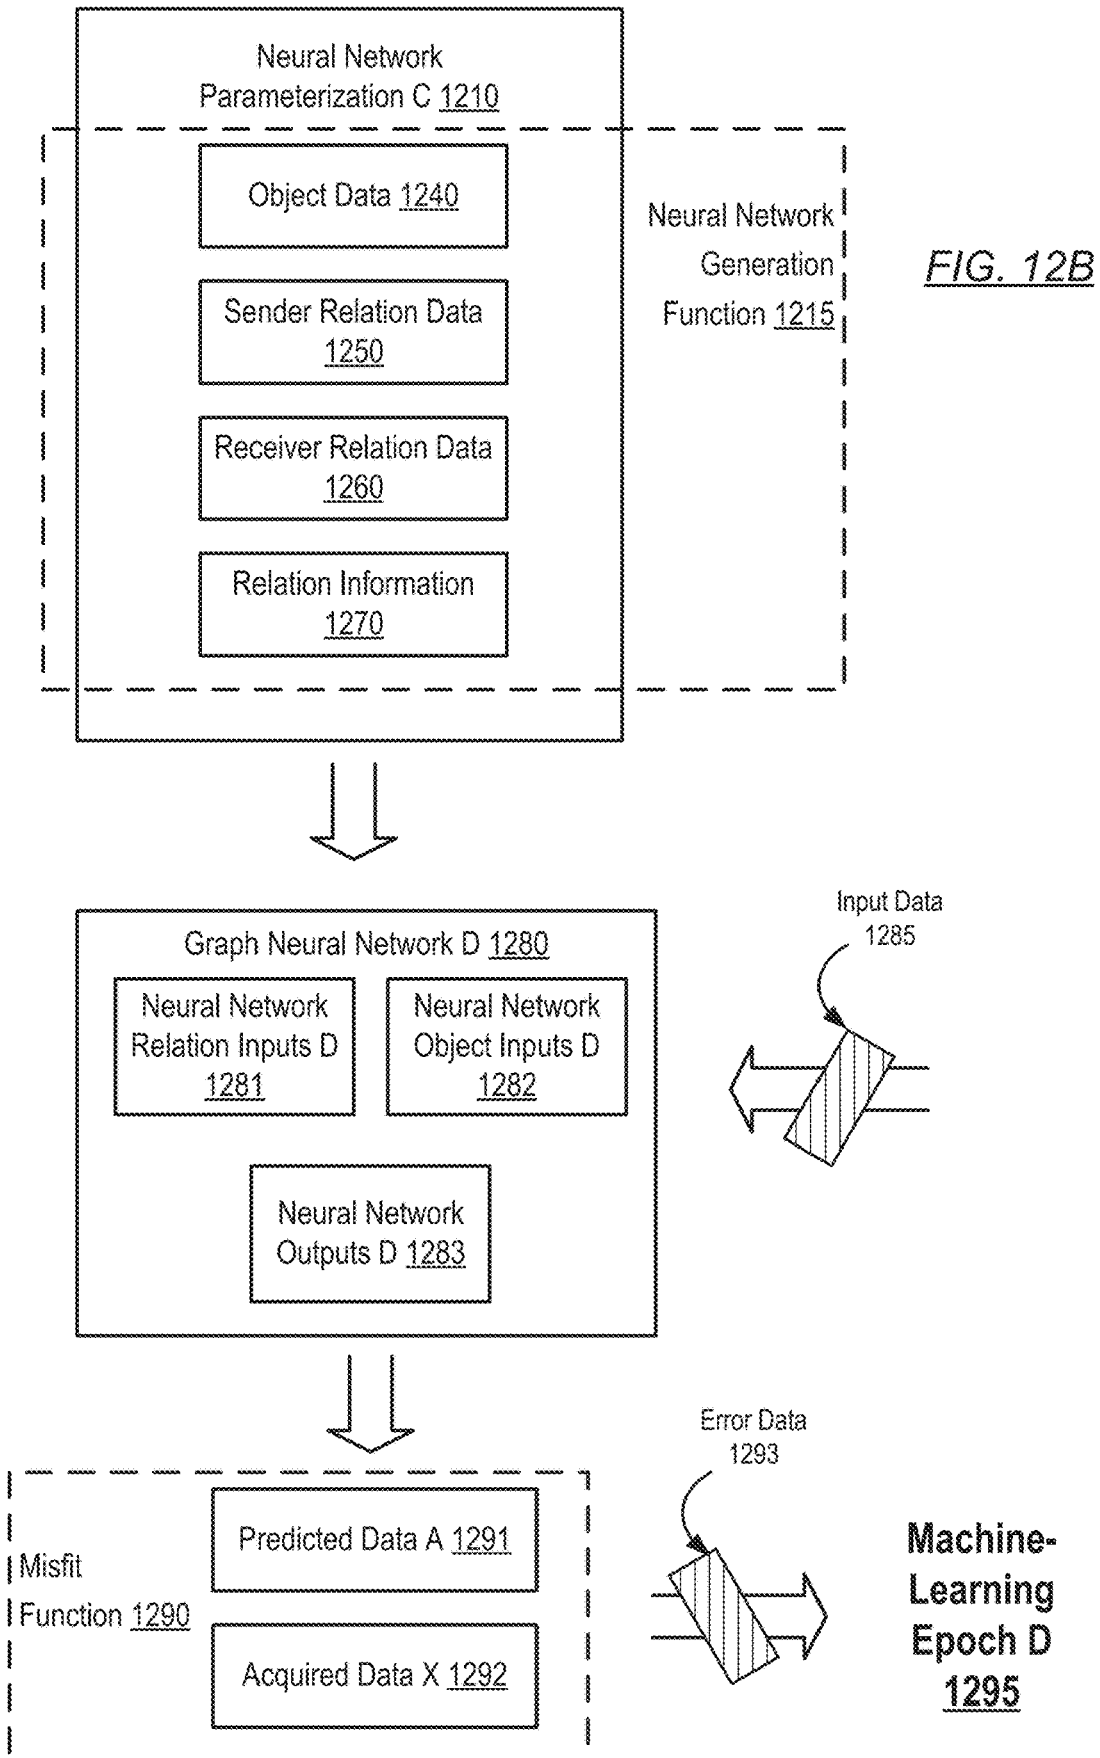 Neural Network
Parameterization C 1210
Object Data 1240
Sender Relation Data
1250
Receiver Relation Data
1260
Relation Information
1270
Neural Network
Generation
Function 1215
FIG. 12B
Graph Neural Network D 1280
Neural Network
Relation Inputs D
1281
Neural Network
Object Inputs D
1282
Neural Network
Outputs D 1283
Input Data
1285
Misfit
Function 1290
Predicted Data A 1291
Acquired Data X 1292
Error Data
1293
Machine-
Learning
Epoch D
1295